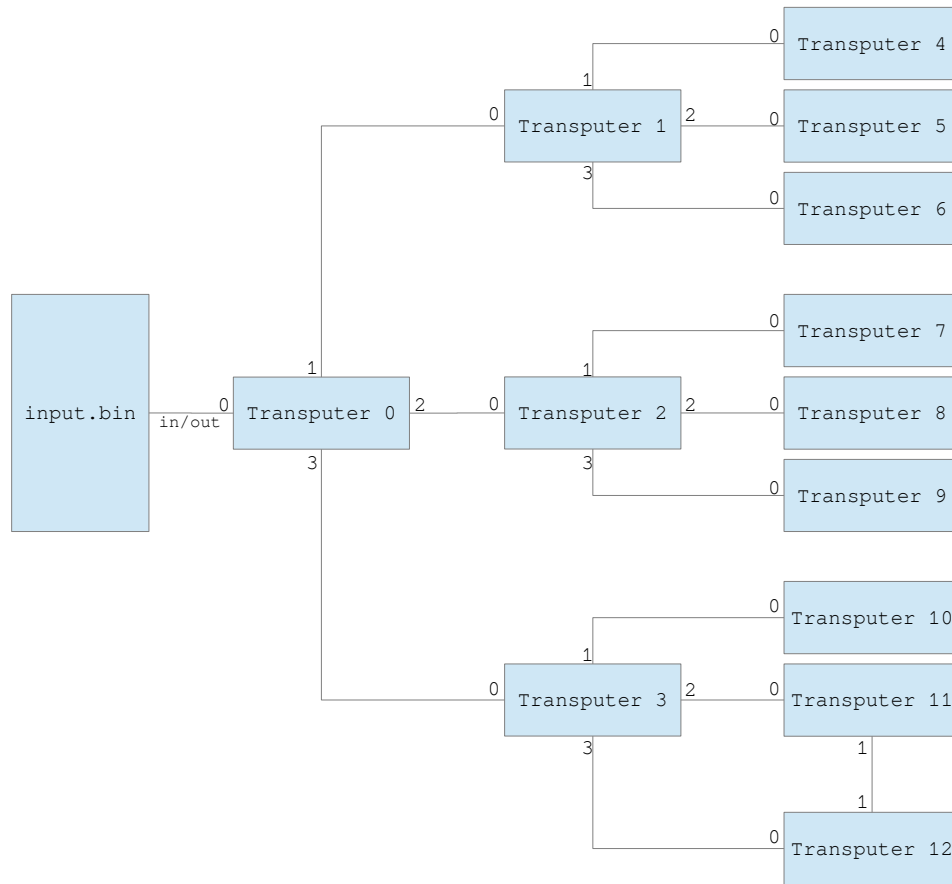 0
Transputer 4
1
0
Transputer 1
2
0
Transputer 5
3
0
Transputer 6
0
Transputer 7
1
1
input.bin
0
in/out
Transputer 0
2
0
Transputer 2
2
0
Transputer 8
3
3
0
Transputer 9
0
Transputer 10
1
0
Transputer 3
2
0
Transputer 11
3
1
1
0
Transputer 12